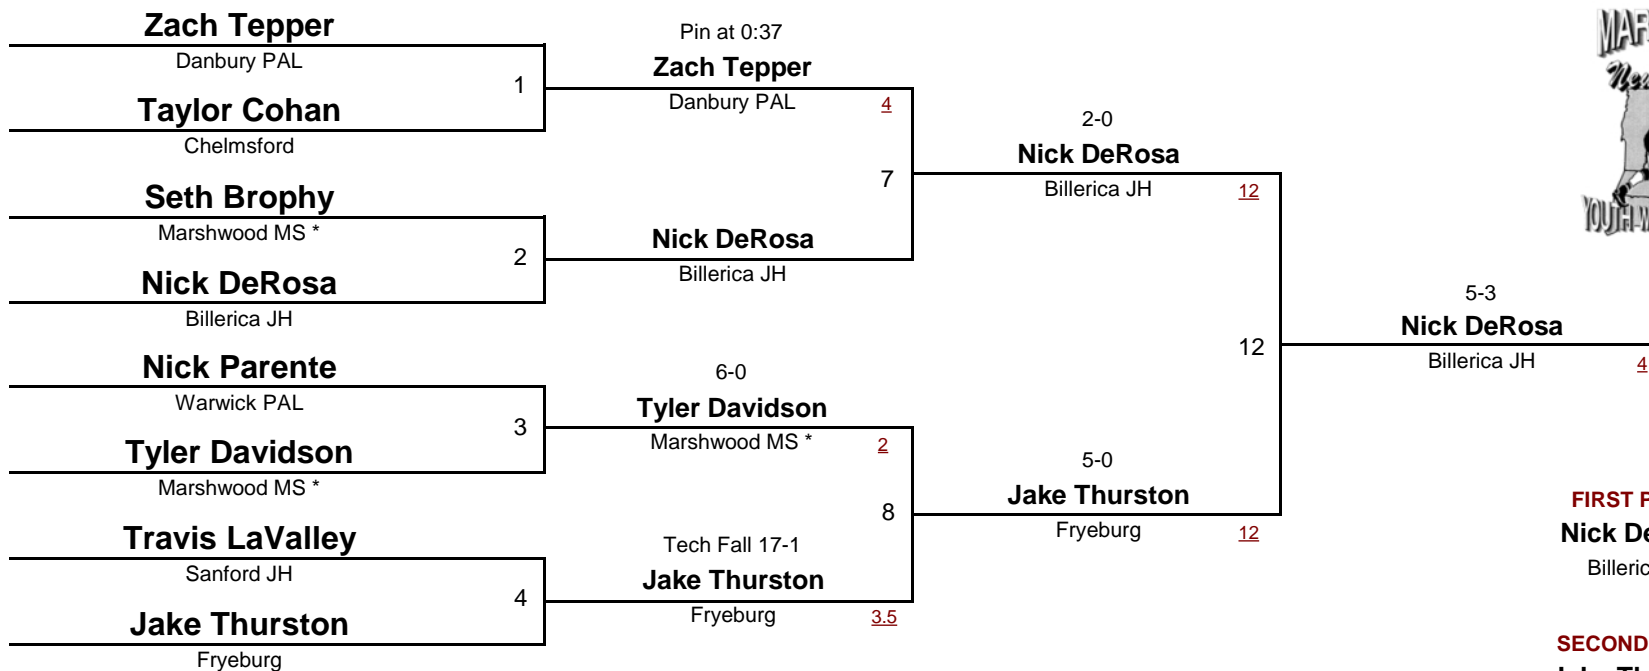 Zach Tepper
Danbury PAL
1
Taylor Cohan
Chelmsford
Seth Brophy
Marshwood MS *
2
Nick DeRosa
Billerica JH
Nick Parente
Warwick PAL
3
Tyler Davidson
Marshwood MS *
Travis LaValley
Sanford JH
4
Jake Thurston
Fryeburg
Pin at 0:37
Zach Tepper
Danbury PAL 4
7
Nick DeRosa
Billerica JH
6-0
Tyler Davidson
Marshwood MS * 2
8
Tech Fall 17-1
Jake Thurston
Fryeburg 3.5
2-0
Nick DeRosa
Billerica JH 12
12
5-0
Jake Thurston
Fryeburg 12
5-3
Nick DeRosa
Billerica JH 4
FIRST P
Nick De
Billeric
SECOND